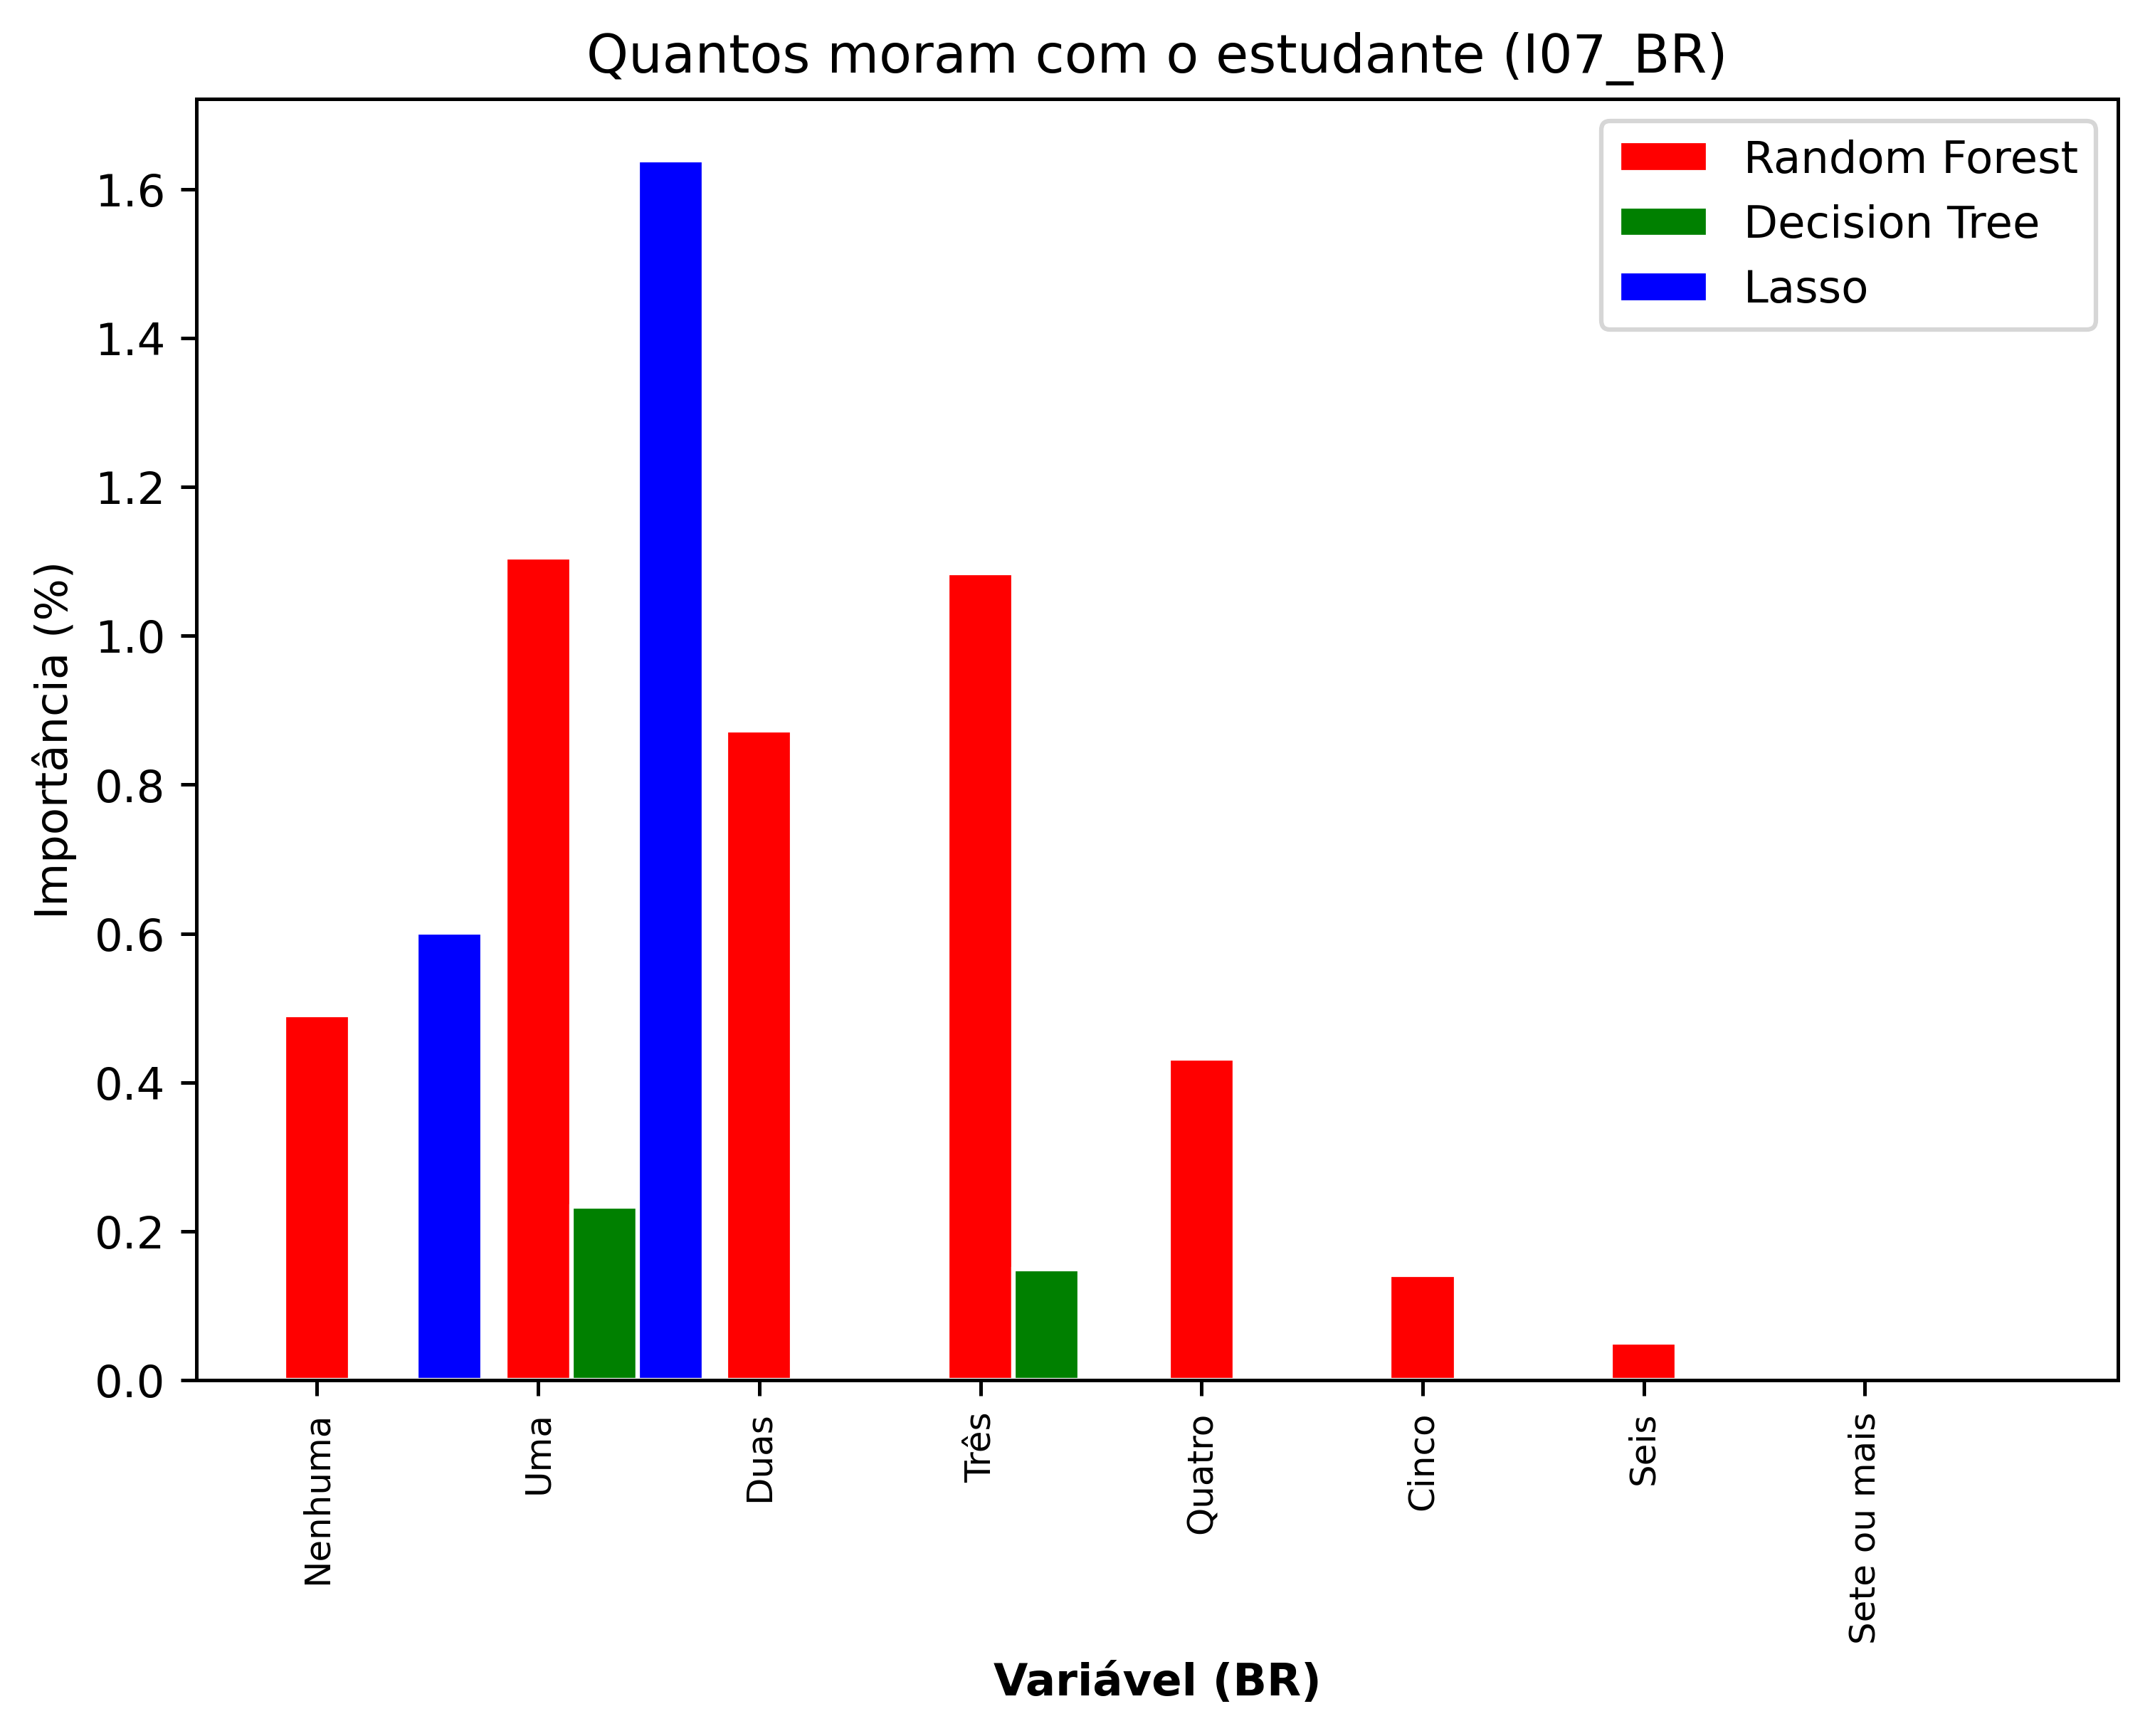 Quantos moram com o estudante (I07_BR)
Random Forest
Decision Tree
Lasso
Importância (%)
1.6
1.4
1.2
1.0
0.8
0.6
0.4
0.2
0.0
Nenhuma
Uma
Duas
Três
Quatro
Cinco
Seis
Sete ou mais
Variável (BR)